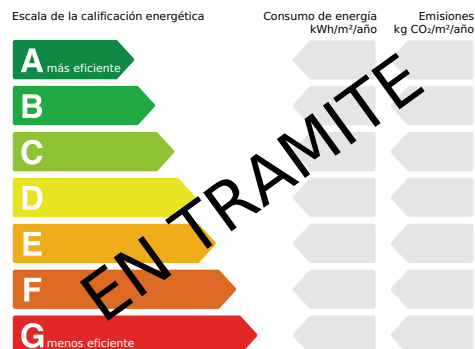 Escala de la calificación energética
Consumo de energía
kWh/m²/año
Emisiones
kg CO₂/m²/año
A más eficiente
B
C
D
E
F
G menos eficiente
EN TRAMITE